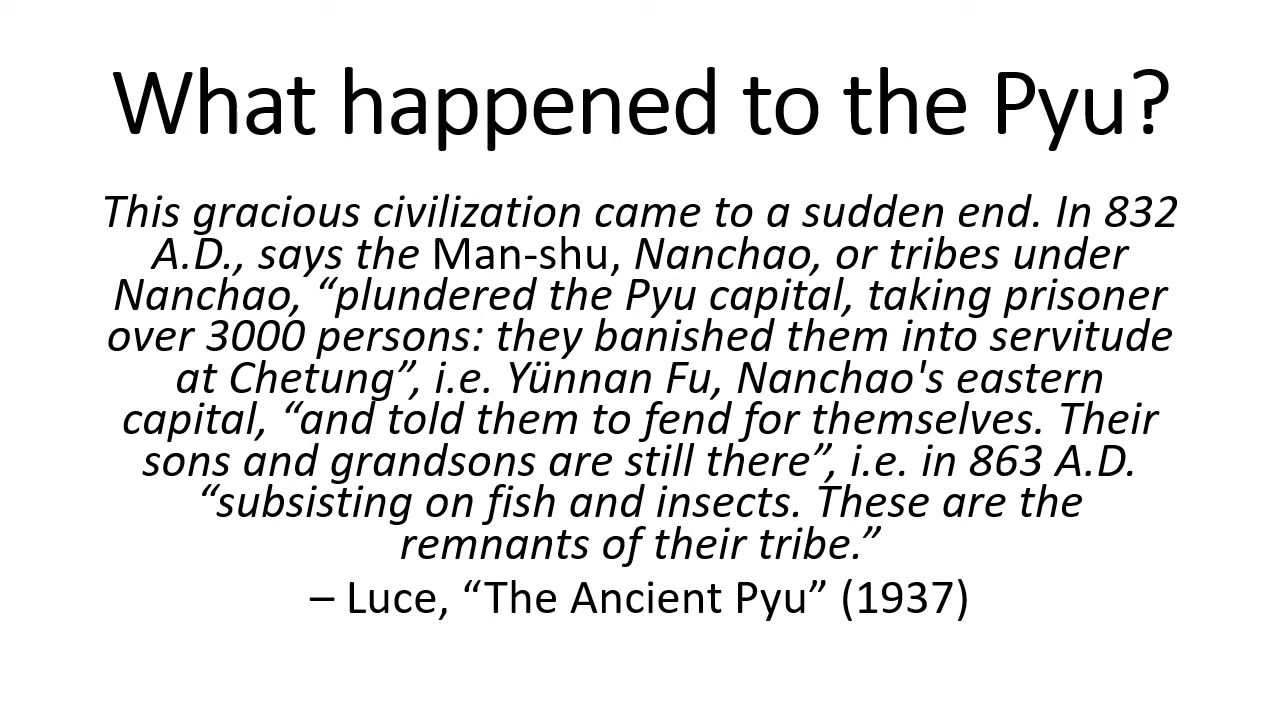 What happened to the Pyu?
This gracious civilization came to a sudden end. In 832
A.D., says the Man-shu, Nanchao, or tribes under
Nanchao, “plundered the Pyu capital, taking prisoner
over 3000 persons: they banished them into servitude
at Chetung”, i.e. Yünnan Fu, Nanchao's eastern
capital, “and told them to fend for themselves. Their
sons and grandsons are still there”, i.e. in 863 A.D.
“subsisting on fish and insects. These are the
remnants of their tribe.”
– Luce, “The Ancient Pyu” (1937)